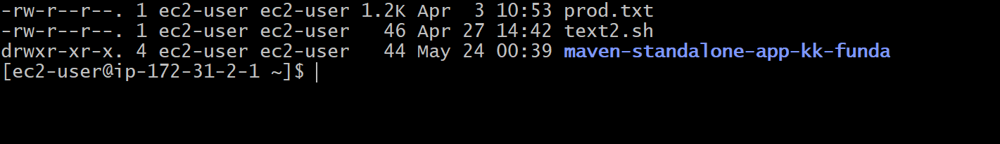 -rw-r--r--. 1 ec2-user ec2-user 1.2K Apr  3 10:53 prod.txt
-rw-r--r--. 1 ec2-user ec2-user   46 Apr 27 14:42 text2.sh
drwxr-xr-x. 4 ec2-user ec2-user   44 May 24 00:39 maven-standalone-app-kk-funda
[ec2-user@ip-172-31-2-1 ~]$